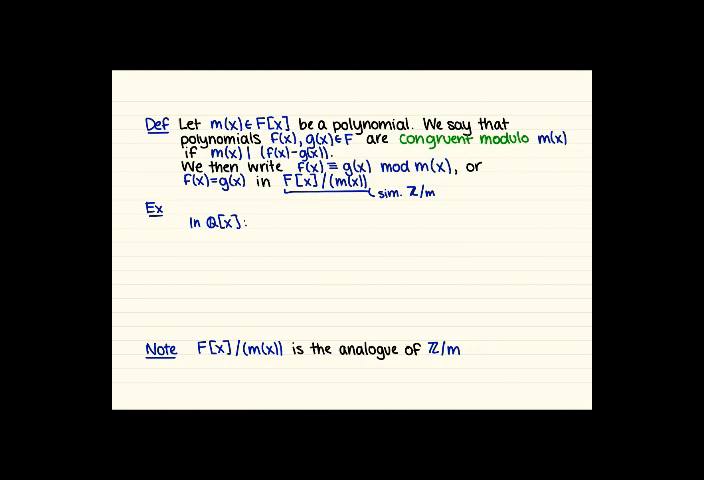 Def Let m(x) ∈ F[x] be a polynomial. We say that
polynomials f(x), g(x) ∈ F are congruent modulo m(x)
if m(x) | (f(x)-g(x)).
We then write f(x) ≡ g(x) mod m(x), or
f(x)=g(x) in F[x]/(m(x))
sim. Z/m
Ex
In Q[x]:
Note F[x]/(m(x)) is the analogue of Z/m